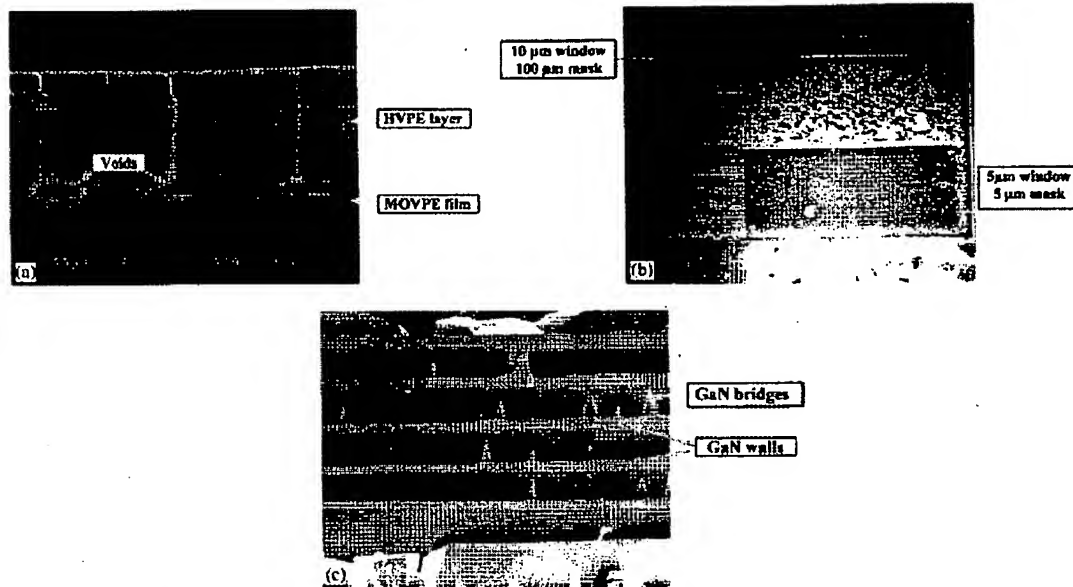 10 µm window
100 µm mask
HVPE layer
Voids
MOVPE film
(a)
5µm window
5 µm mask
(b)
GaN bridges
GaN walls
(c)